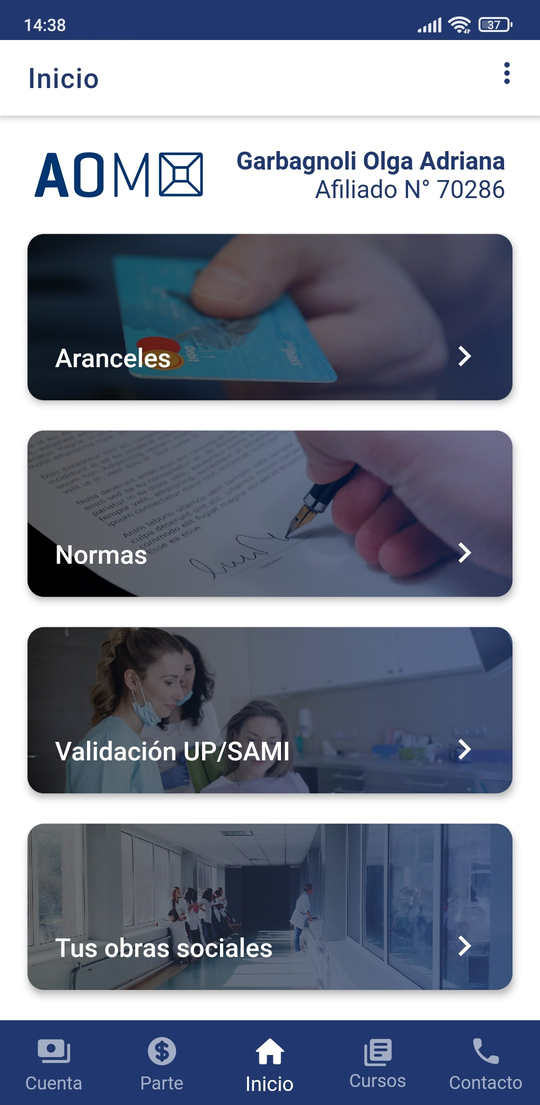 14:38
37
Inicio
AOM
Garbagnoli Olga Adriana
Afiliado N° 70286
Aranceles
Normas
Validación UP/SAMI
Tus obras sociales
Cuenta
Parte
Inicio
Cursos
Contacto